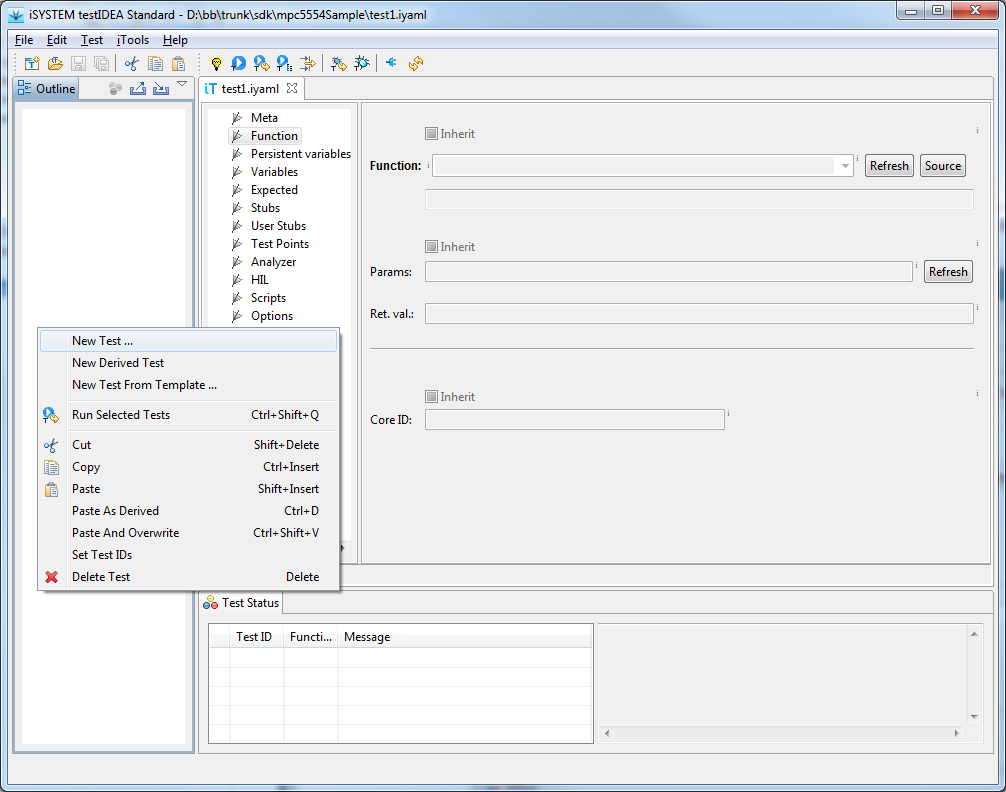 iSYSTEM testIDEA Standard - D:\bb\trunk\sdk\mpc5554Sample\test1.iyaml
File Edit Test iTools Help
Outline
iT test1.iyaml
Meta
Function
Persistent variables
Variables
Expected
Stubs
User Stubs
Test Points
Analyzer
HIL
Scripts
Options
Inherit
i
Function: i
i
Refresh Source
Inherit
i
Params:
i
Refresh
Ret. val.:
i
Inherit
i
Core ID:
i
New Test ...
New Derived Test
New Test From Template ...
Run Selected Tests Ctrl+Shift+Q
Cut Shift+Delete
Copy Ctrl+Insert
Paste Shift+Insert
Paste As Derived Ctrl+D
Paste And Overwrite Ctrl+Shift+V
Set Test IDs
Delete Test Delete
Test Status
Test ID Functi... Message